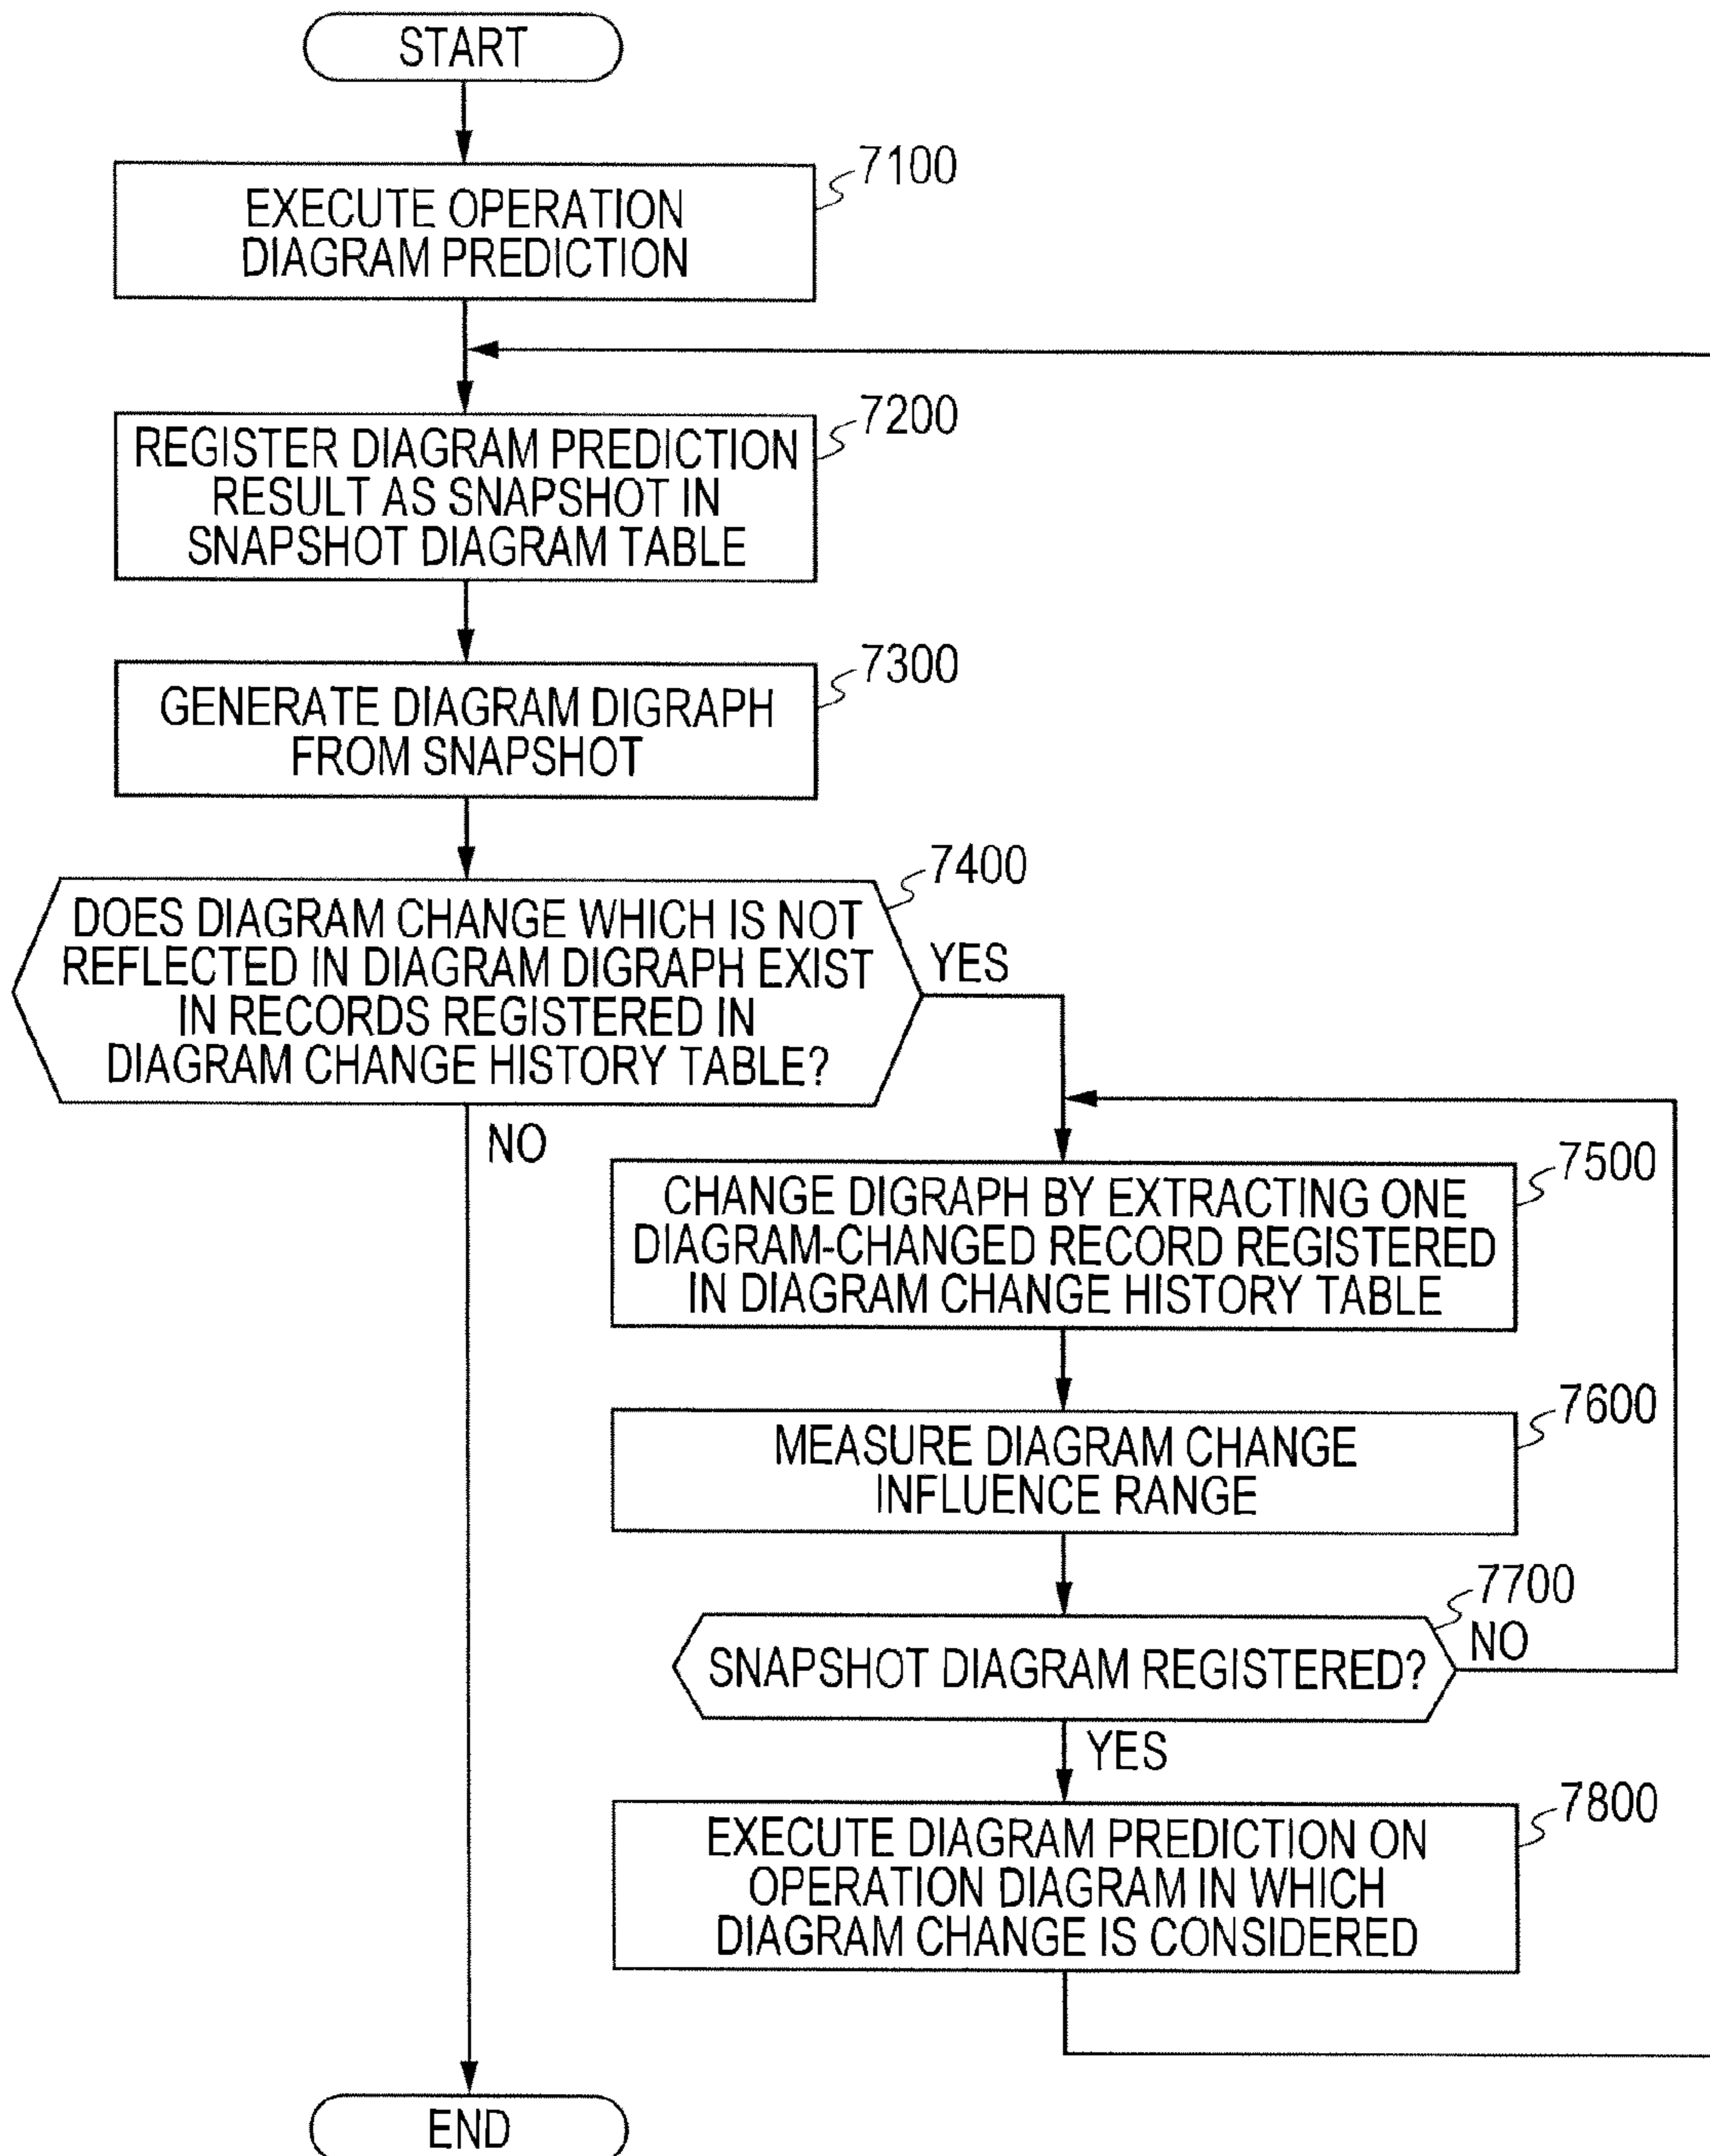 START
7100
EXECUTE OPERATION
DIAGRAM PREDICTION
7200
REGISTER DIAGRAM PREDICTION
RESULT AS SNAPSHOT IN
SNAPSHOT DIAGRAM TABLE
7300
GENERATE DIAGRAM DIGRAPH
FROM SNAPSHOT
7400
DOES DIAGRAM CHANGE WHICH IS NOT
REFLECTED IN DIAGRAM DIGRAPH EXIST
IN RECORDS REGISTERED IN
DIAGRAM CHANGE HISTORY TABLE?
YES
NO
7500
CHANGE DIGRAPH BY EXTRACTING ONE
DIAGRAM-CHANGED RECORD REGISTERED
IN DIAGRAM CHANGE HISTORY TABLE
7600
MEASURE DIAGRAM CHANGE
INFLUENCE RANGE
7700
SNAPSHOT DIAGRAM REGISTERED?
NO
YES
7800
EXECUTE DIAGRAM PREDICTION ON
OPERATION DIAGRAM IN WHICH
DIAGRAM CHANGE IS CONSIDERED
END